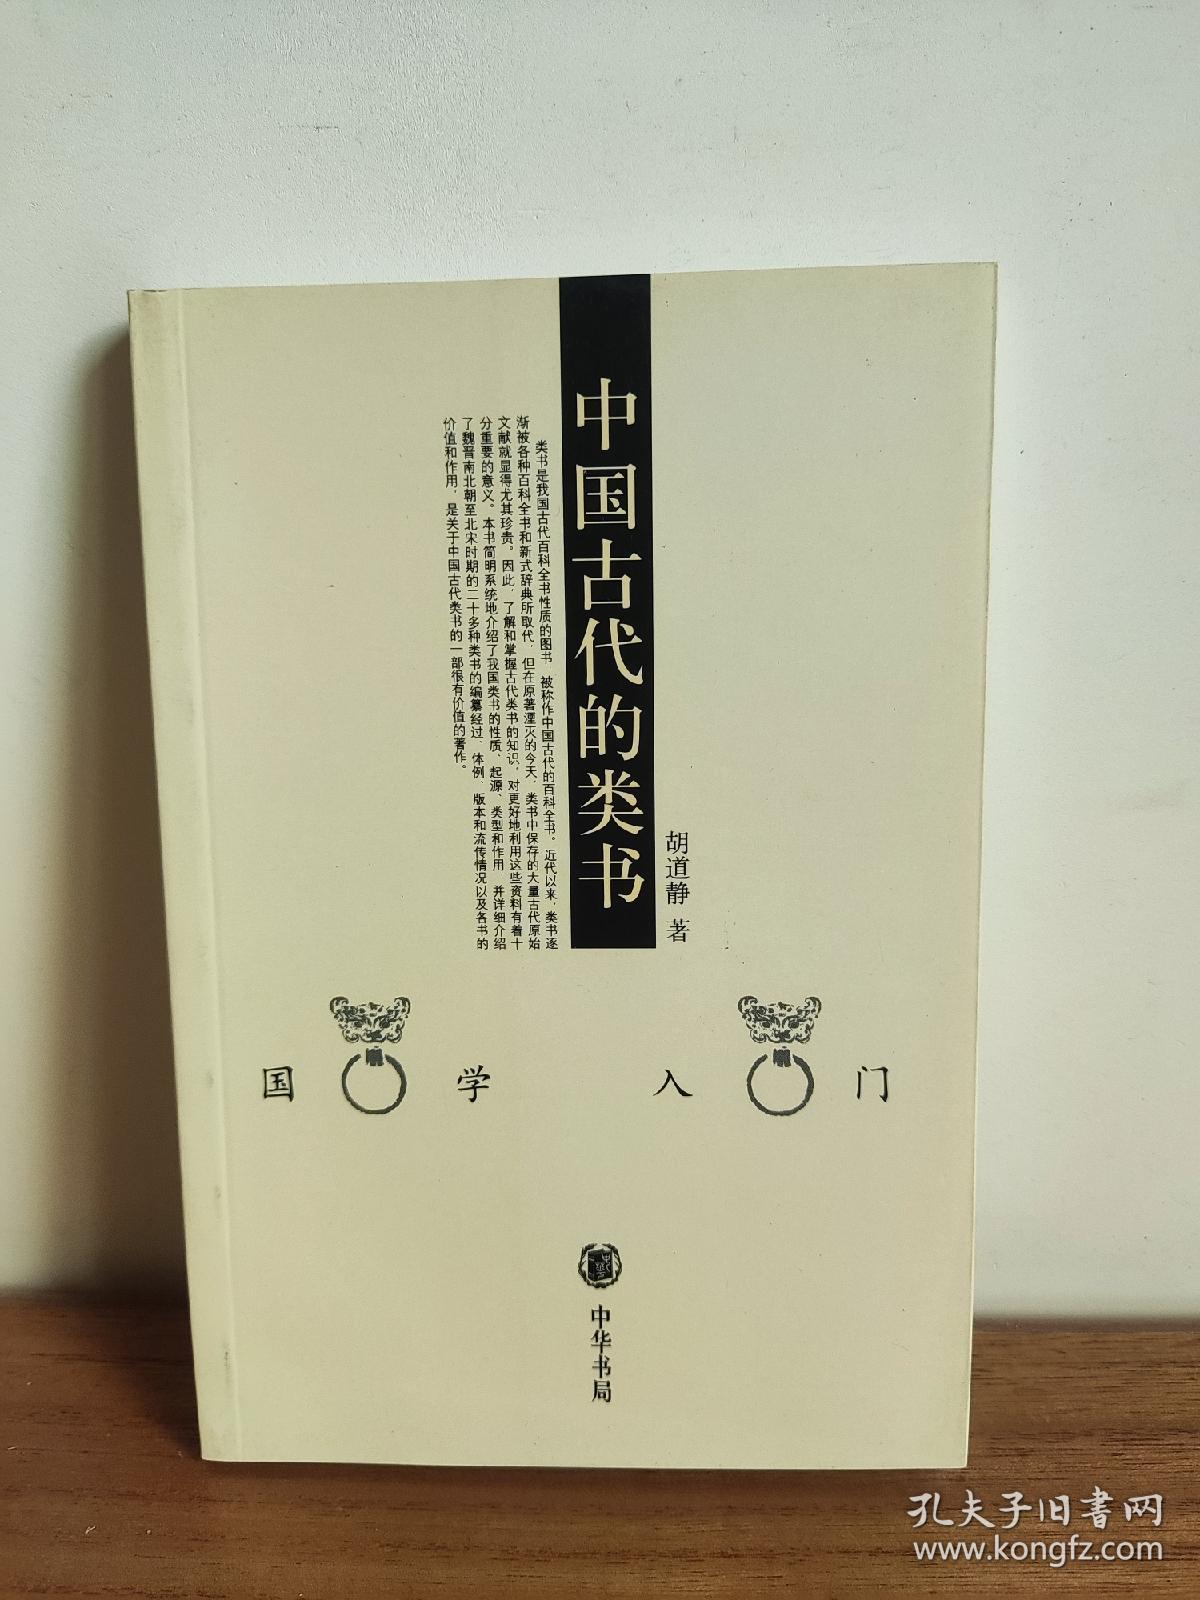 中国古代的类书
胡道静 著
类书是我国古代百科全书性质的图书，被称作中国古代的百科全书。近代以来，类书逐
渐被各种百科全书和新式辞典所取代，但在原著湮灭的今天，类书中保存的大量古代原始
文献就显得尤其珍贵。因此，了解和掌握古代类书的知识，对更好地利用这些资料有着十
分重要的意义。本书简明系统地介绍了我国类书的性质、起源、类型和作用，并详细介绍
了魏晋南北朝至北宋时期的二十多种类书的编纂经过、体例、版本和流传情况以及各书的
价值和作用，是关于中国古代类书的一部很有价值的著作。
国学入门
中华书局
孔夫子旧书网
www.kongfz.com